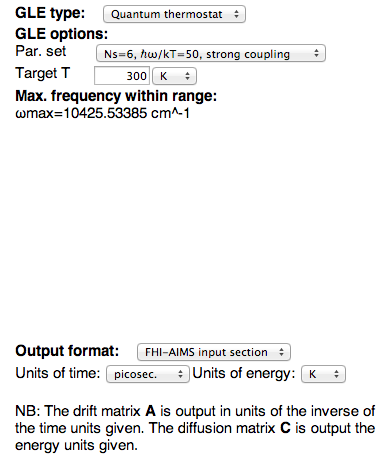 GLE type: Quantum thermostat
GLE options:
Par. set Ns=6, ℏω/kT=50, strong coupling
Target T 300 K
Max. frequency within range:
ωmax=10425.53385 cm^-1
Output format: FHI-AIMS input section
Units of time: picosec. Units of energy: K
NB: The drift matrix A is output in units of the inverse of
the time units given. The diffusion matrix C is output the
energy units given.